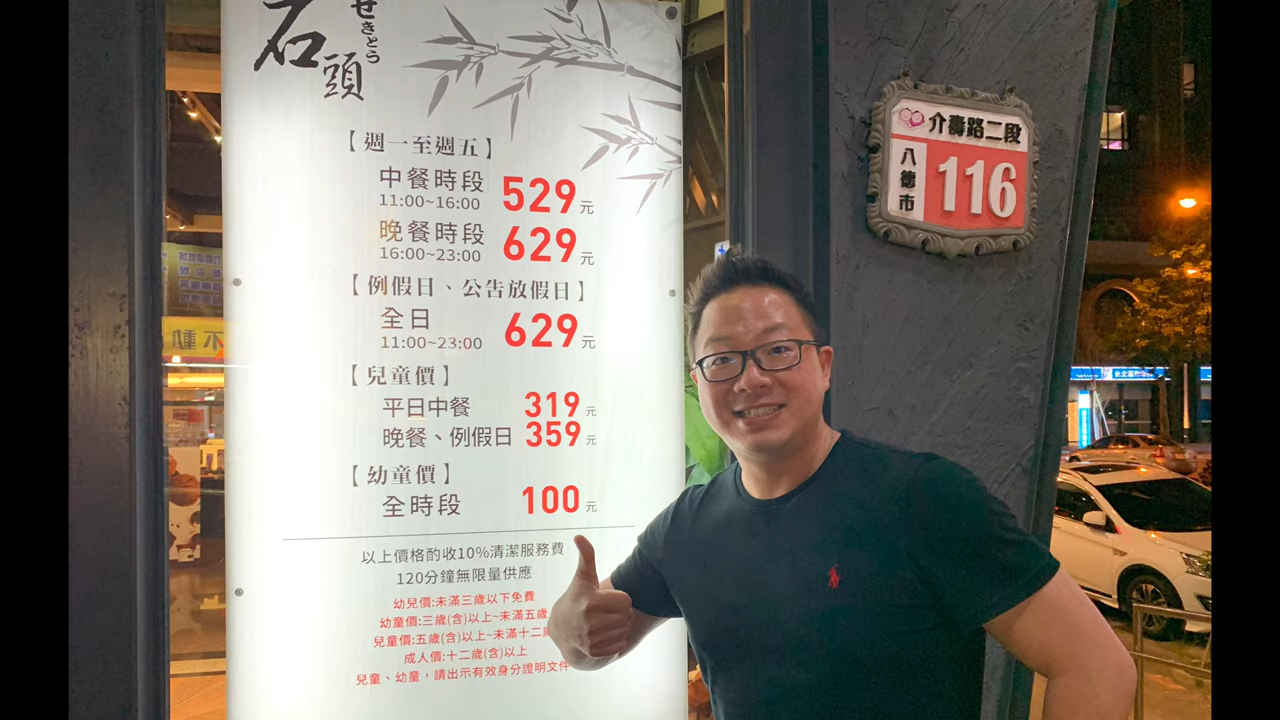 石頭
せきとう
【週一至週五】
中餐時段 529元
11:00~16:00
晚餐時段 629元
16:00~23:00
【例假日、公告放假日】
全日 629元
11:00~23:00
【兒童價】
平日中餐 319元
晚餐、例假日 359元
【幼童價】
全時段 100元
以上價格酌收10%清潔服務費
120分鐘無限量供應
幼兒價:未滿三歲以下免費
幼童價:三歲(含)以上~未滿五歲
兒童價:五歲(含)以上~未滿十二歲
成人價:十二歲(含)以上
兒童、幼童，請出示有效身分證明文件
介壽路二段
八德市
116
不動